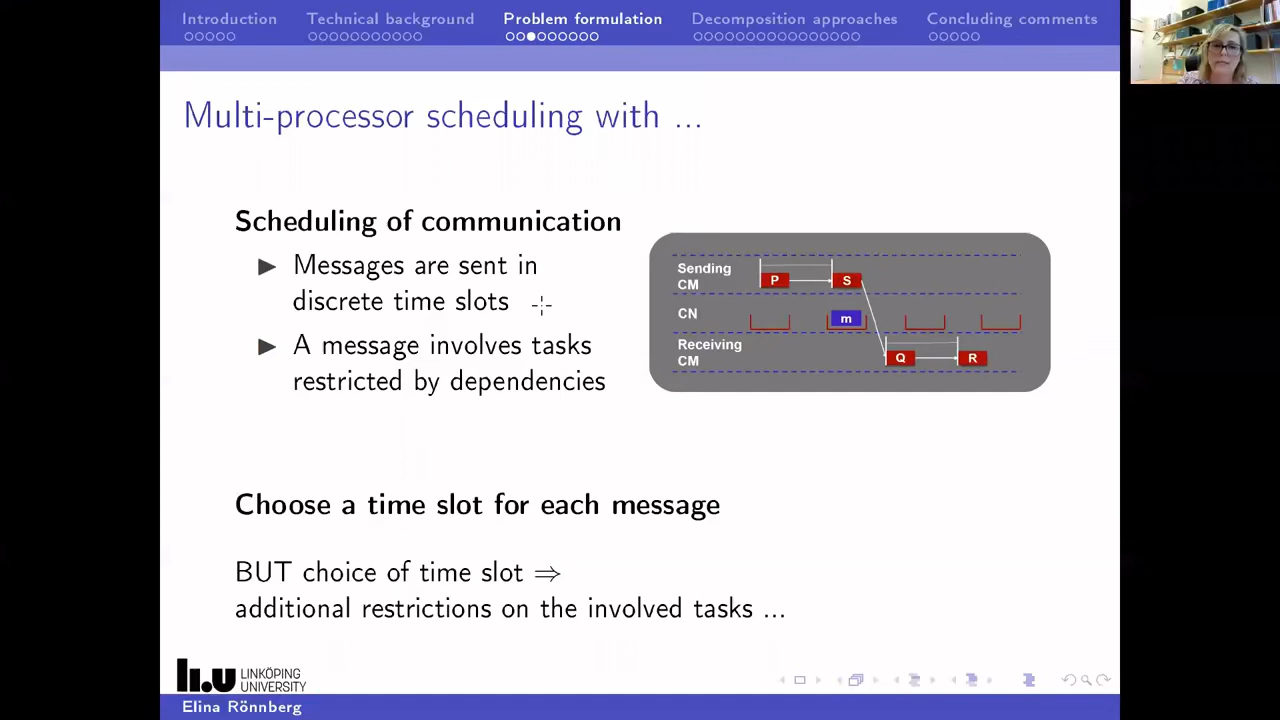 Introduction Technical background Problem formulation Decomposition approaches Concluding comments
Multi-processor scheduling with ...
Scheduling of communication
Messages are sent in
discrete time slots
A message involves tasks
restricted by dependencies
Sending
CM
P
S
CN
m
Receiving
CM
Q
R
Choose a time slot for each message
BUT choice of time slot ⇒
additional restrictions on the involved tasks ...
li.u LINKÖPING
UNIVERSITY
Elina Rönnberg